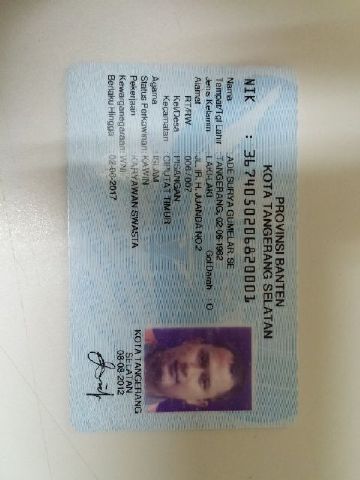 PROVINSI BANTEN
KOTA TANGERANG SELATAN
NIK : 3674050206820001
Nama : ADE SURYA GUMELAR, SE
Tempat/Tgl Lahir : TANGERANG, 02-06-1982
Jenis Kelamin : LAKI-LAKI Gol Darah : O
Alamat : JL. IR. H. JUANDA NO.2
RT/RW : 006/007
Kel/Desa : PISANGAN
Kecamatan : CIPUTAT TIMUR
Agama : ISLAM
Status Perkawinan: KAWIN
Pekerjaan : KARYAWAN SWASTA
Kewarganegaraan: WNI
Berlaku Hingga : 02-06-2017
KOTA TANGERANG
SELATAN
08-08-2012